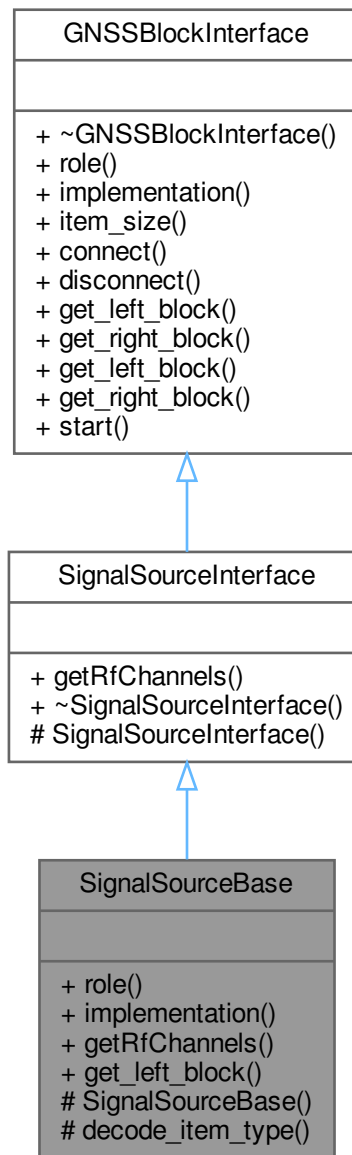 GNSSBlockInterface
+ ~GNSSBlockInterface()
+ role()
+ implementation()
+ item_size()
+ connect()
+ disconnect()
+ get_left_block()
+ get_right_block()
+ get_left_block()
+ get_right_block()
+ start()
SignalSourceInterface
+ getRfChannels()
+ ~SignalSourceInterface()
# SignalSourceInterface()
SignalSourceBase
+ role()
+ implementation()
+ getRfChannels()
+ get_left_block()
# SignalSourceBase()
# decode_item_type()